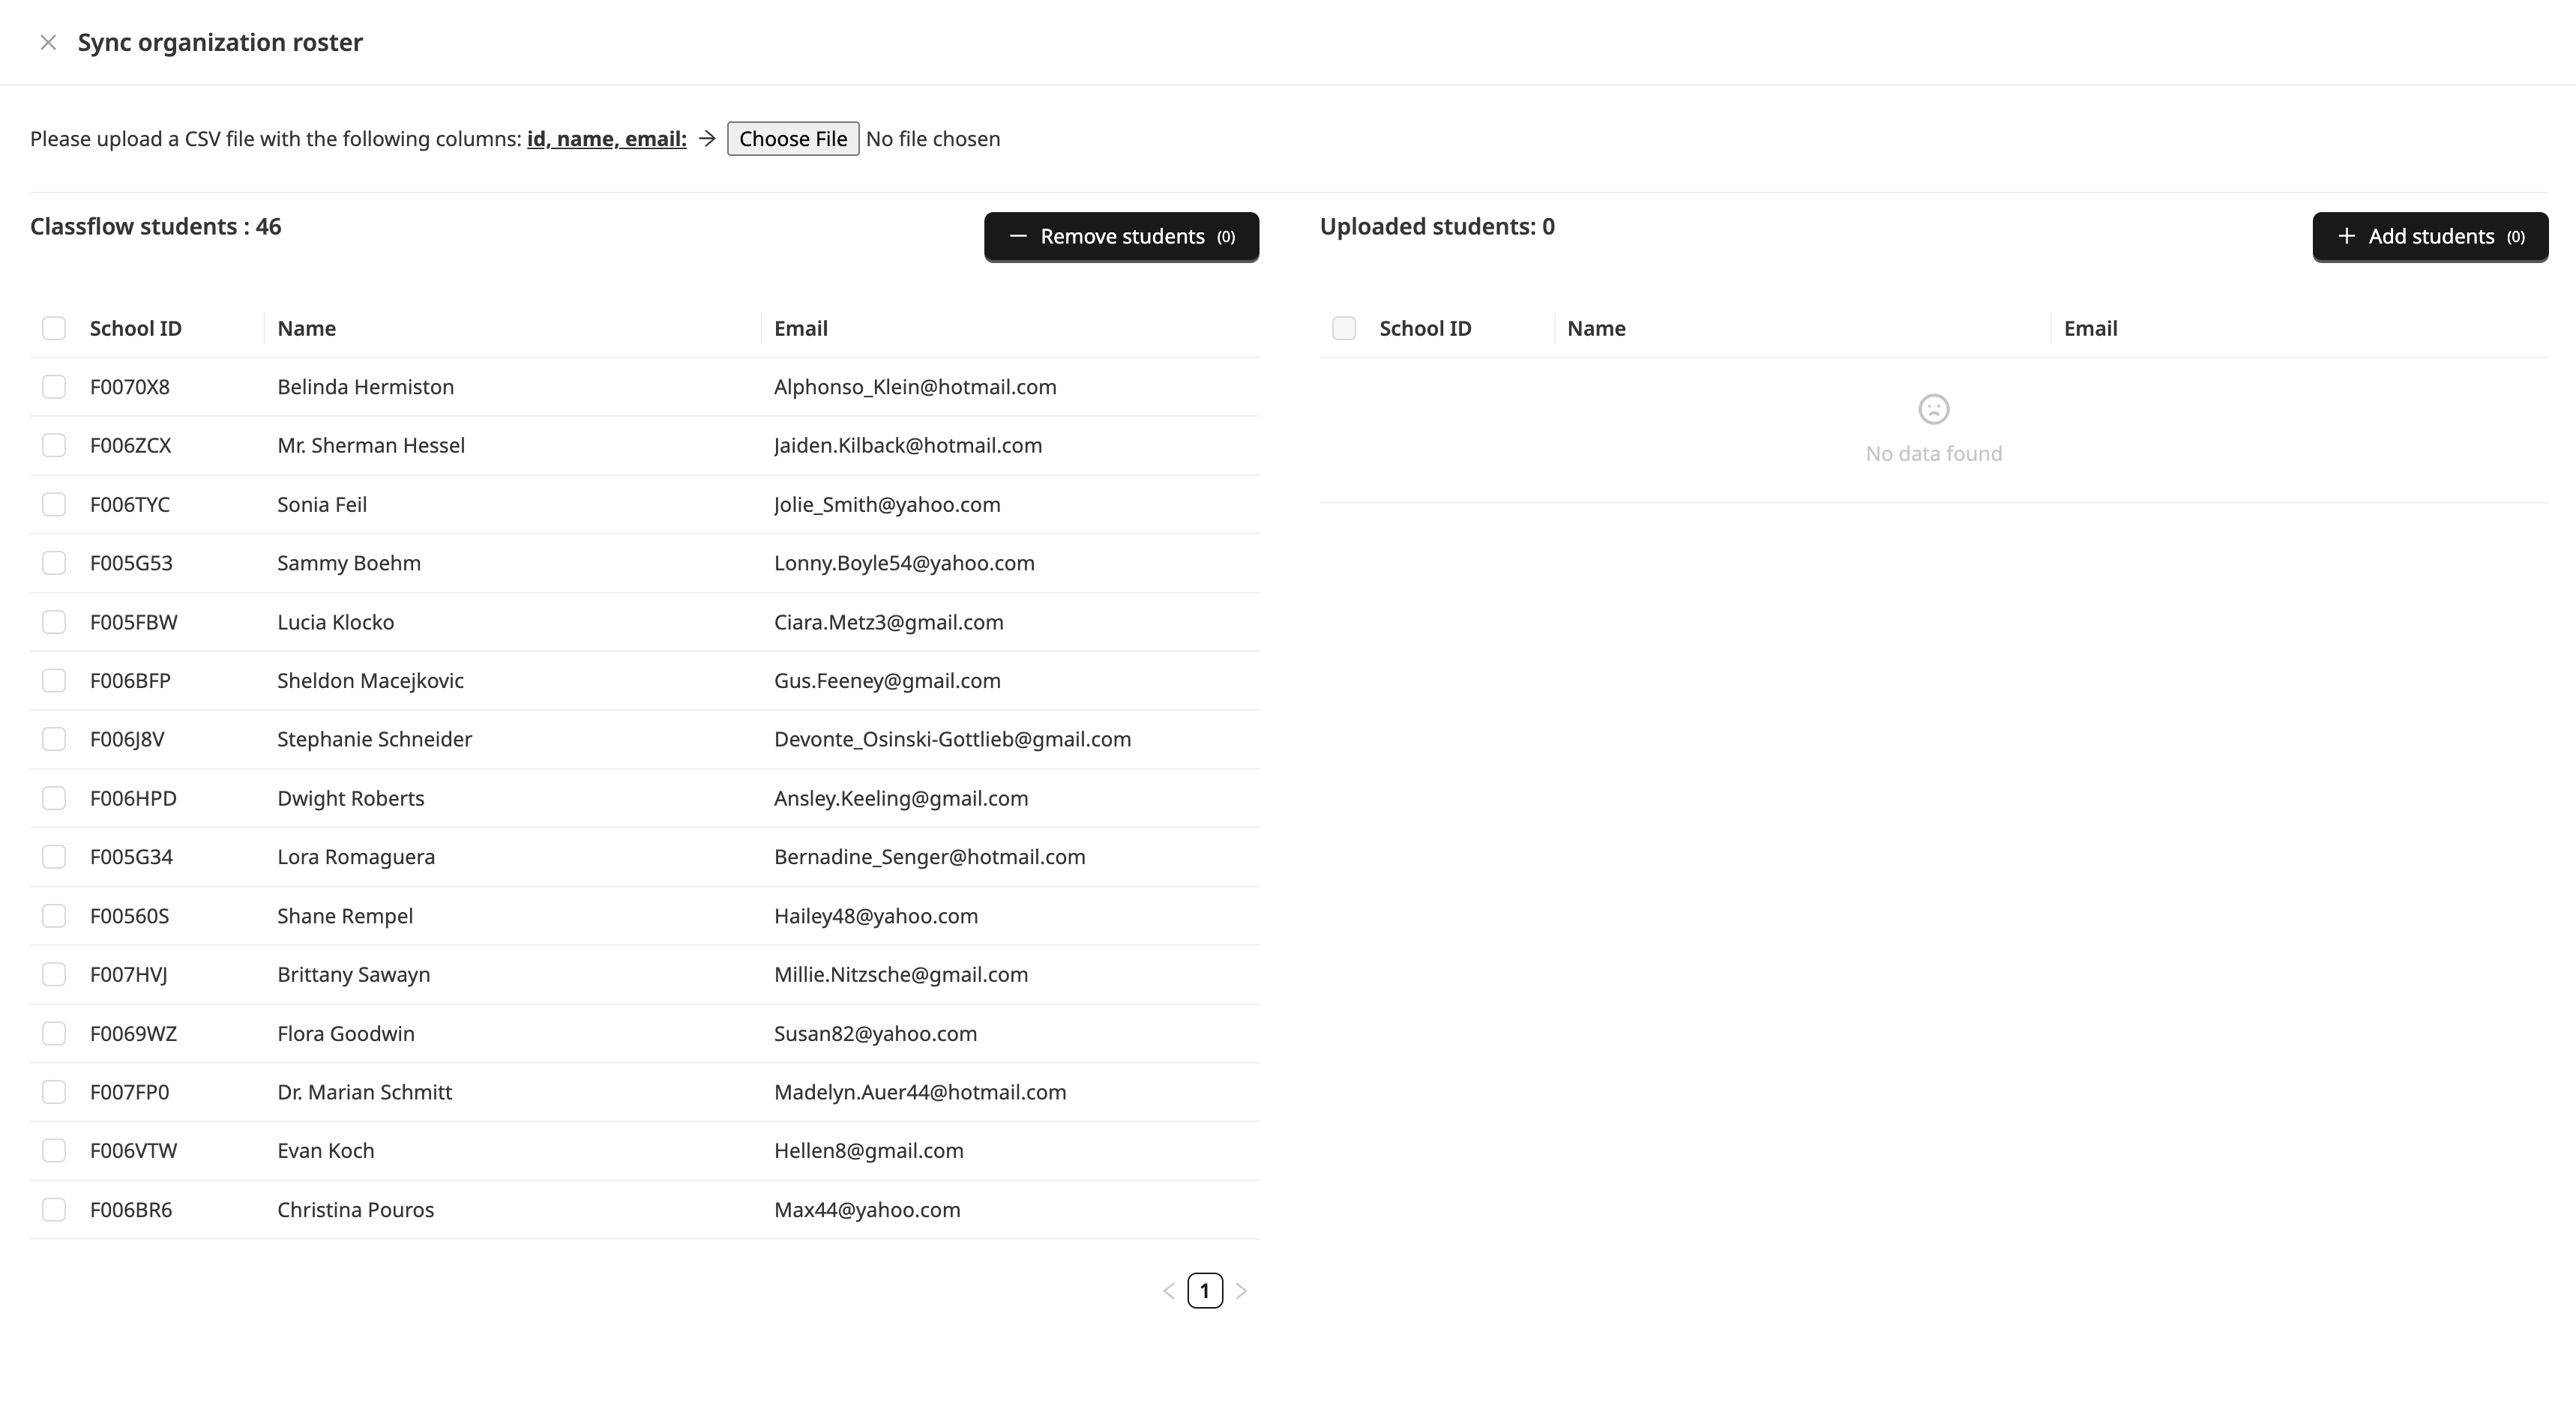 Sync organization roster
Please upload a CSV file with the following columns: id, name, email: → Choose File No file chosen
Classflow students : 46
Remove students (0)
School ID Name Email
F0070X8 Belinda Hermiston Alphonso_Klein@hotmail.com
F006ZCX Mr. Sherman Hessel Jaiden.Kilback@hotmail.com
F006TYC Sonia Feil Jolie_Smith@yahoo.com
F005G53 Sammy Boehm Lonny.Boyle54@yahoo.com
F005FBW Lucia Klocko Ciara.Metz3@gmail.com
F006BFP Sheldon Macejkovic Gus.Feeney@gmail.com
F006J8V Stephanie Schneider Devonte_Osinski-Gottlieb@gmail.com
F006HPD Dwight Roberts Ansley.Keeling@gmail.com
F005G34 Lora Romaguera Bernadine_Senger@hotmail.com
F00560S Shane Rempel Hailey48@yahoo.com
F007HVJ Brittany Sawayn Millie.Nitzsche@gmail.com
F0069WZ Flora Goodwin Susan82@yahoo.com
F007FP0 Dr. Marian Schmitt Madelyn.Auer44@hotmail.com
F006VTW Evan Koch Hellen8@gmail.com
F006BR6 Christina Pouros Max44@yahoo.com
1
Uploaded students: 0
Add students (0)
School ID Name Email
No data found